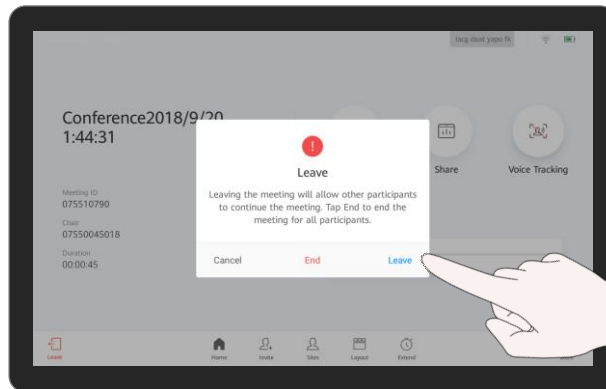 Conference2018/9/20
1:44:31
Share
Voice Tracking
Meeting ID
075510790
Chair
07550045018
Duration
00:00:45
Leave
Leaving the meeting will allow other participants
to continue the meeting. Tap End to end the
meeting for all participants.
Cancel
End
Leave
Leave
Home
Invite
Sites
Layout
Extend